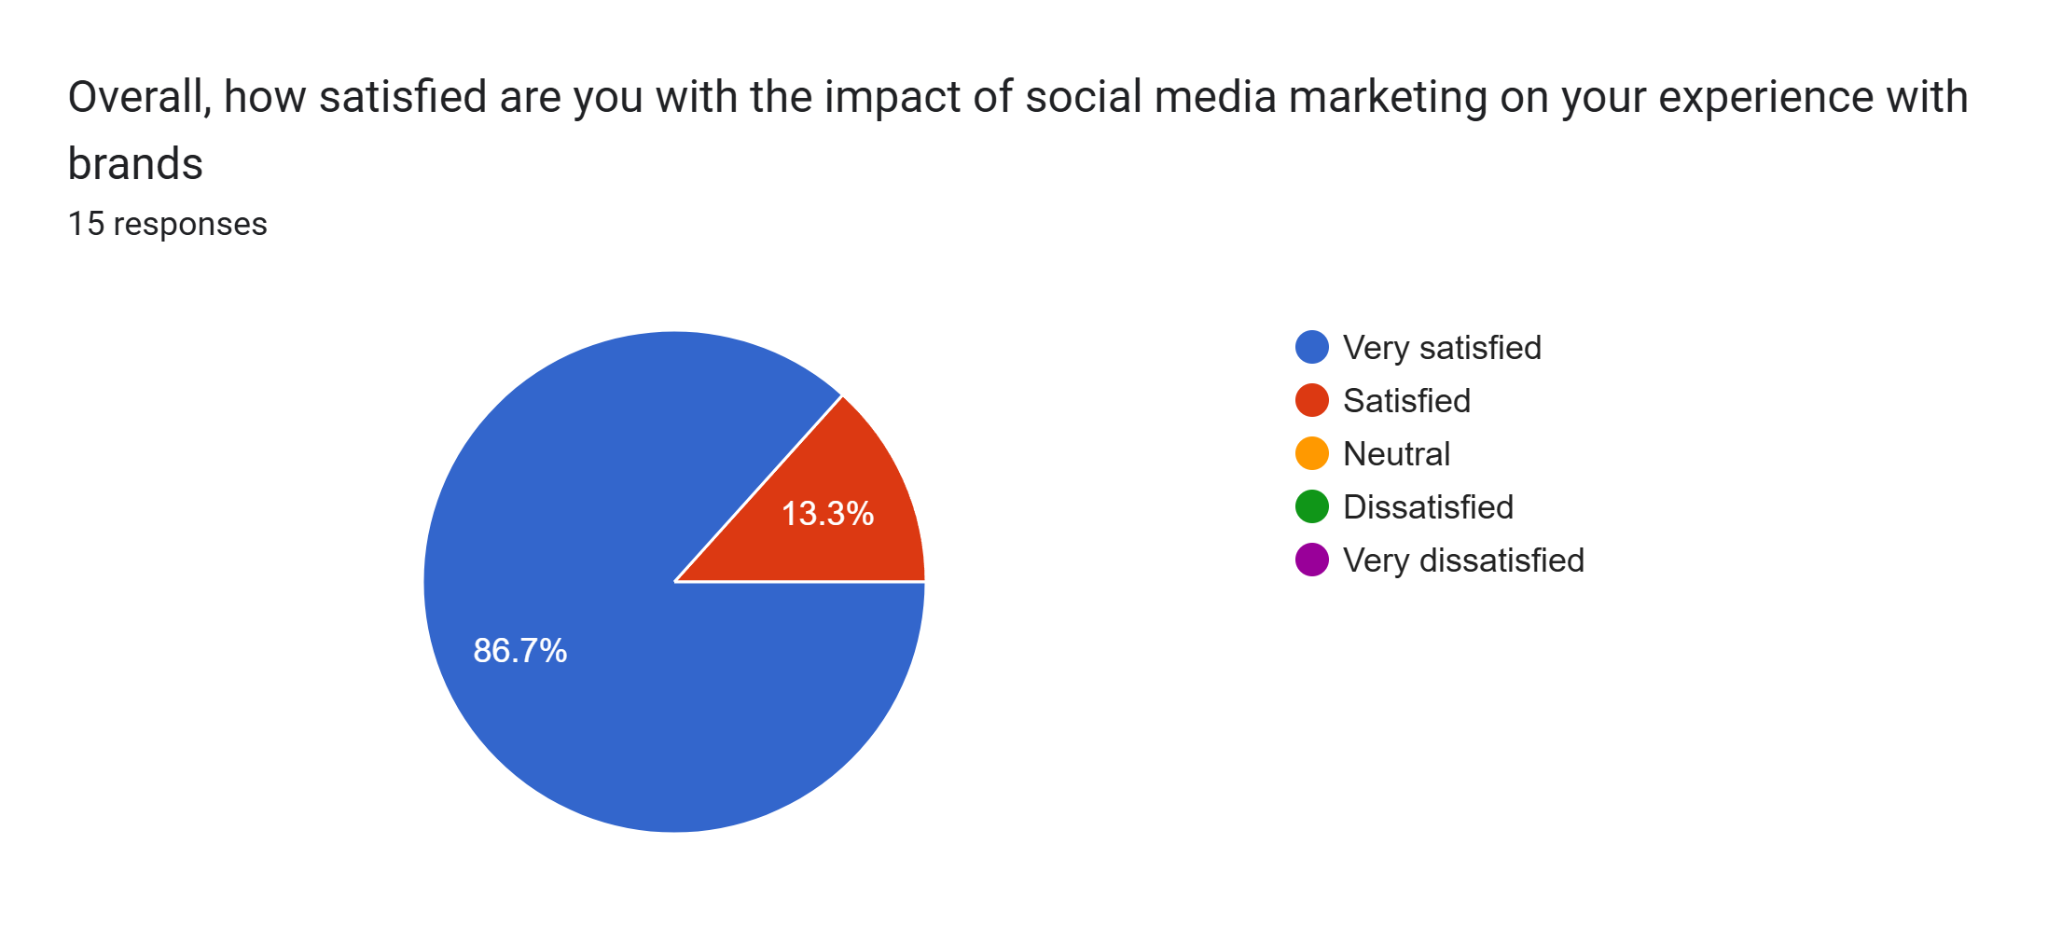 Overall, how satisfied are you with the impact of social media marketing on your experience with
brands
15 responses
Very satisfied
Satisfied
Neutral
Dissatisfied
Very dissatisfied
13.3%
86.7%